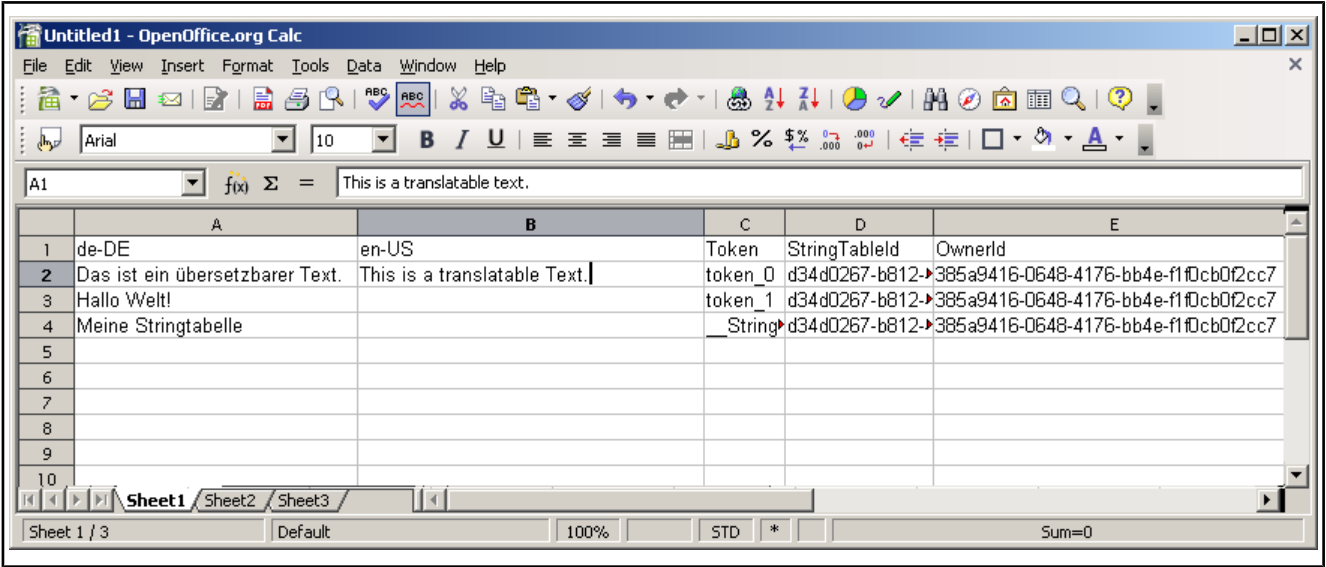 Untitled1 - OpenOffice.org Calc
File Edit View Insert Format Tools Data Window Help
Arial 10 B I U
A1 f(x) Σ = This is a translatable text.
A B C D E
1 de-DE en-US Token StringTableId OwnerId
2 Das ist ein übersetzbarer Text. This is a translatable Text. token_0 d34d0267-b812- 385a9416-0648-4176-bb4e-f1f0cb0f2cc7
3 Hallo Welt! token_1 d34d0267-b812- 385a9416-0648-4176-bb4e-f1f0cb0f2cc7
4 Meine Stringtabelle __String d34d0267-b812- 385a9416-0648-4176-bb4e-f1f0cb0f2cc7
5
6
7
8
9
10
Sheet1 Sheet2 Sheet3
Sheet 1 / 3 Default 100% STD * Sum=0